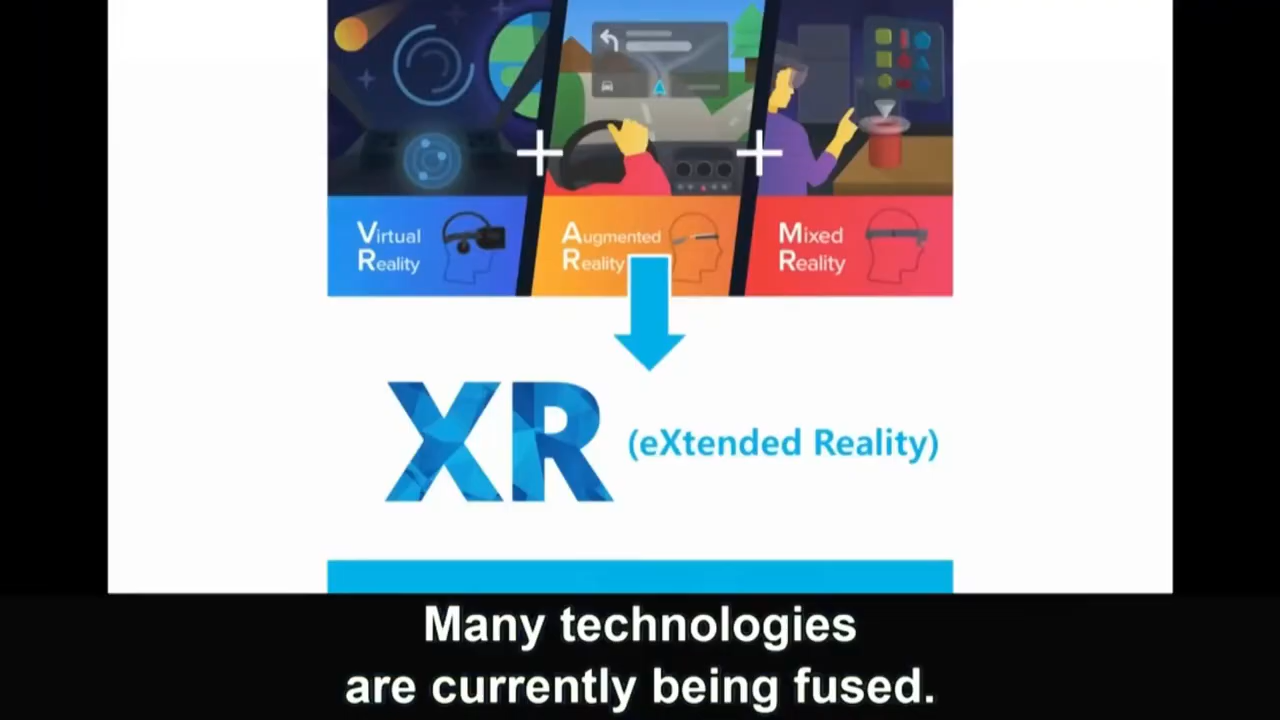 Virtual
Reality
Augmented
Reality
Mixed
Reality
XR
(eXtended Reality)
Many technologies
are currently being fused.